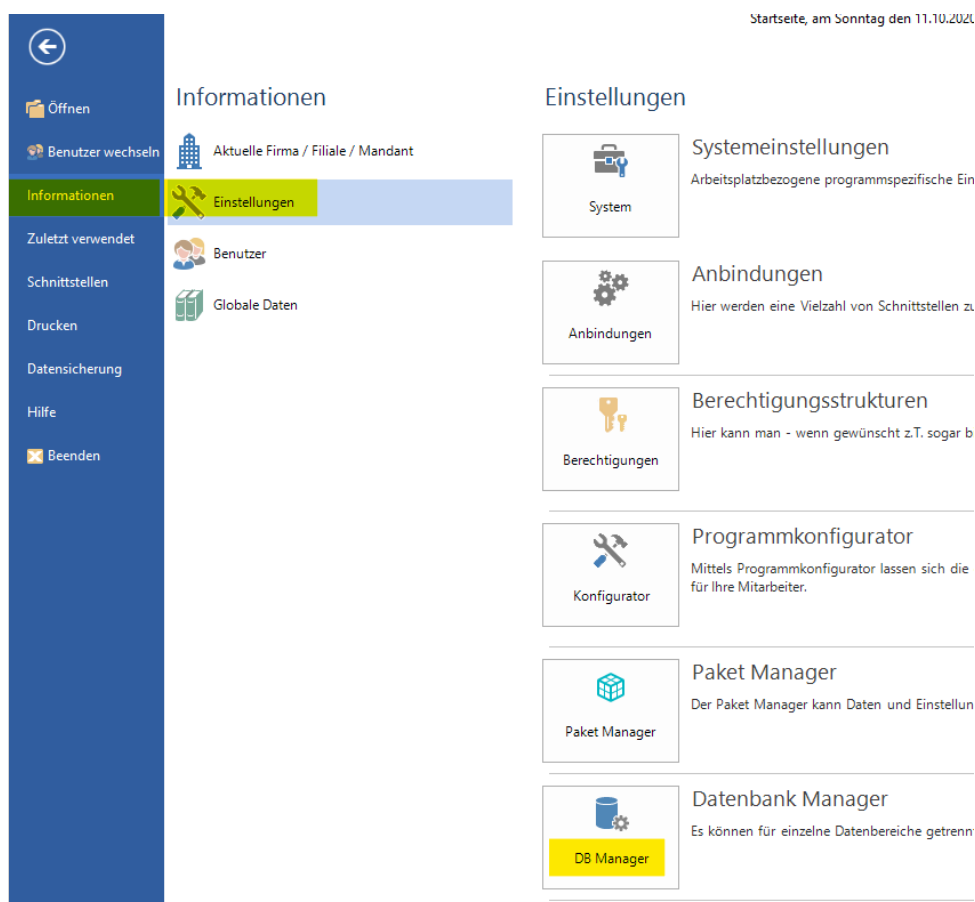 Startseite, am Sonntag den 11.10.2020
Öffnen
Benutzer wechseln
Informationen
Zuletzt verwendet
Schnittstellen
Drucken
Datensicherung
Hilfe
Beenden
Informationen
Aktuelle Firma / Filiale / Mandant
Einstellungen
Benutzer
Globale Daten
Einstellungen
System
Systemeinstellungen
Arbeitsplatzbezogene programmspezifische Ein
Anbindungen
Anbindungen
Hier werden eine Vielzahl von Schnittstellen zu
Berechtigungen
Berechtigungsstrukturen
Hier kann man - wenn gewünscht z.T. sogar b
Konfigurator
Programmkonfigurator
Mittels Programmkonfigurator lassen sich die
für Ihre Mitarbeiter.
Paket Manager
Paket Manager
Der Paket Manager kann Daten und Einstellun
DB Manager
Datenbank Manager
Es können für einzelne Datenbereiche getrenn